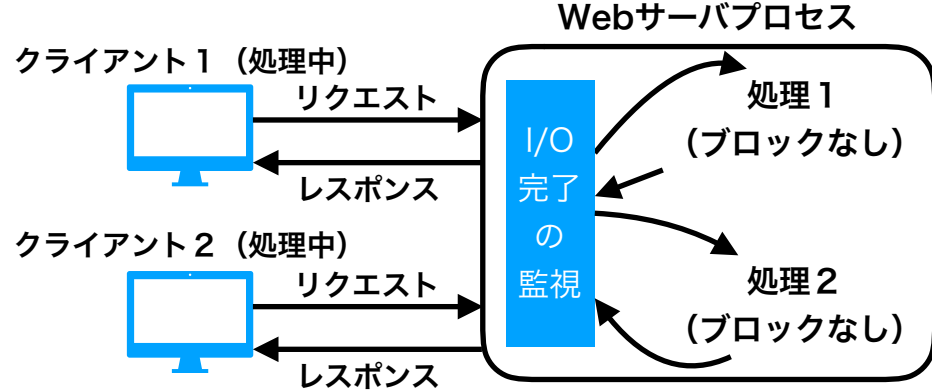 Webサーバプロセス
クライアント１（処理中）
リクエスト
レスポンス
クライアント２（処理中）
リクエスト
レスポンス
I/O
完了
の
監視
処理１
（ブロックなし）
処理２
（ブロックなし）